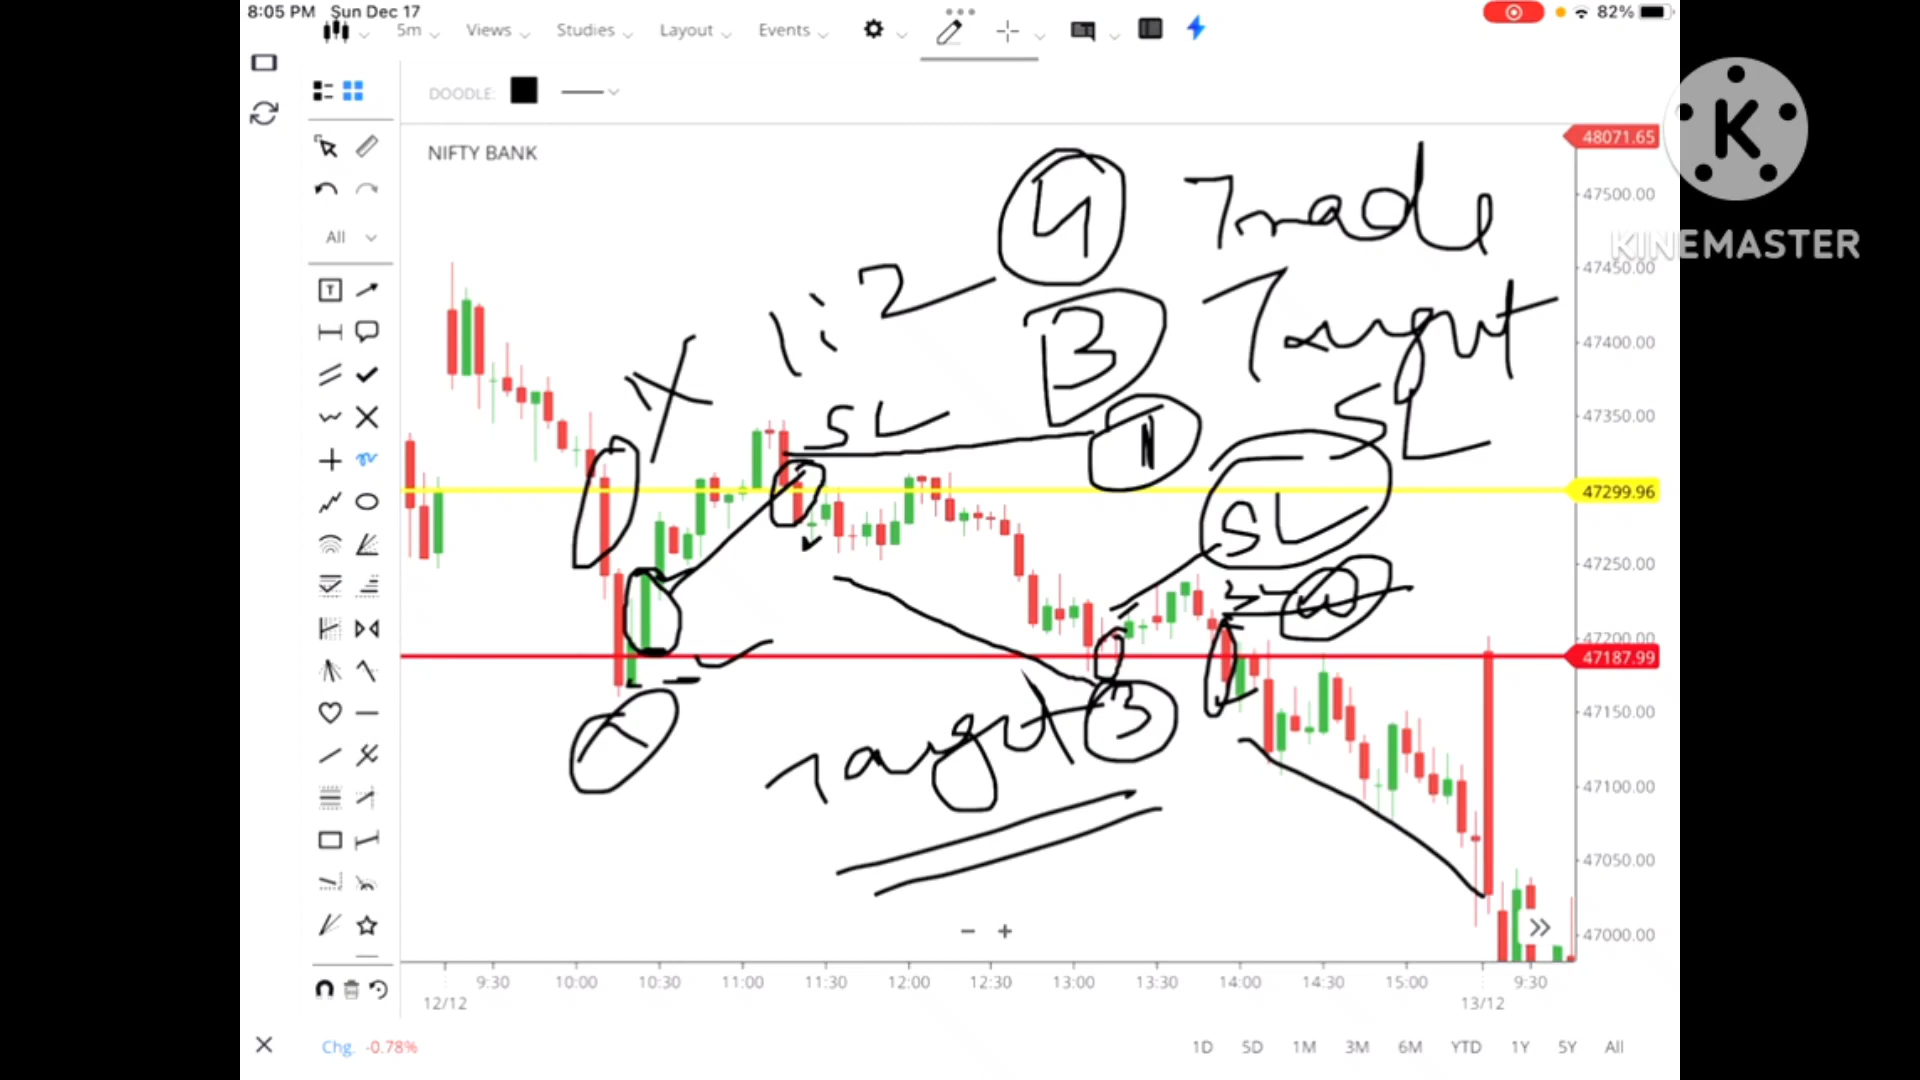 8:05 PM Sun Dec 17
82%
5m Views Studies Layout Events
DOODLE:
48071.65
NIFTY BANK
K
KINEMASTER
All
T
4 Trade
1:2
3 Target
SL
SL
1
SL
3
Target
47500.00
47450.00
47400.00
47350.00
47299.96
47250.00
47200.00
47187.99
47150.00
47100.00
47050.00
47000.00
− +
9:30 10:00 10:30 11:00 11:30 12:00 12:30 13:00 13:30 14:00 14:30 15:00 9:30
12/12 13/12
Chg. -0.78%
1D 5D 1M 3M 6M YTD 1Y 5Y All